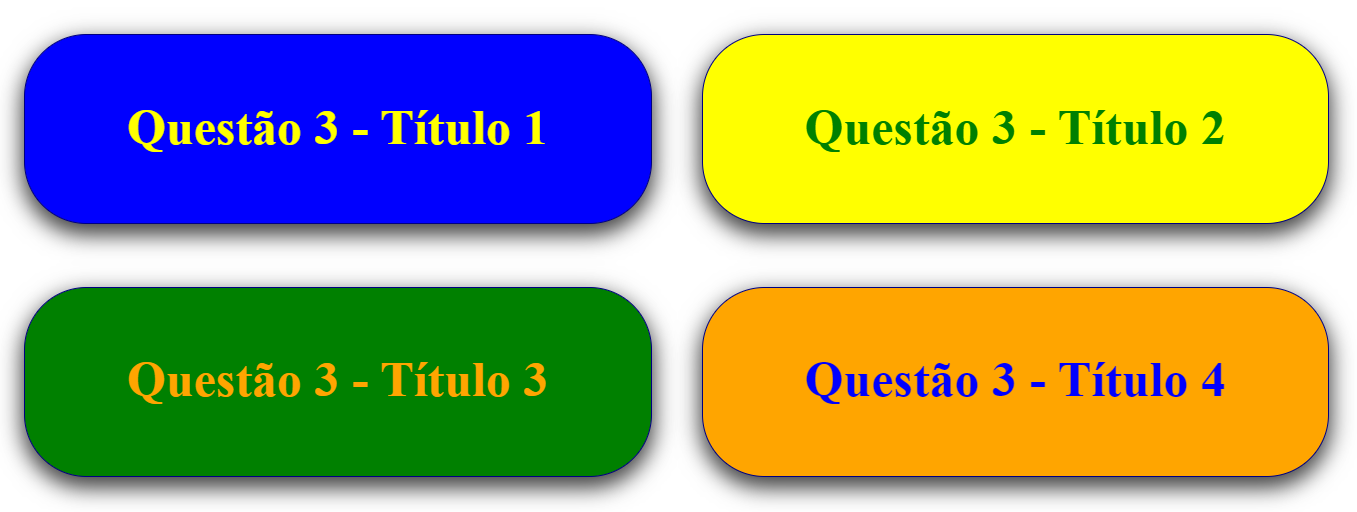 Questão 3 - Título 1
Questão 3 - Título 2
Questão 3 - Título 3
Questão 3 - Título 4